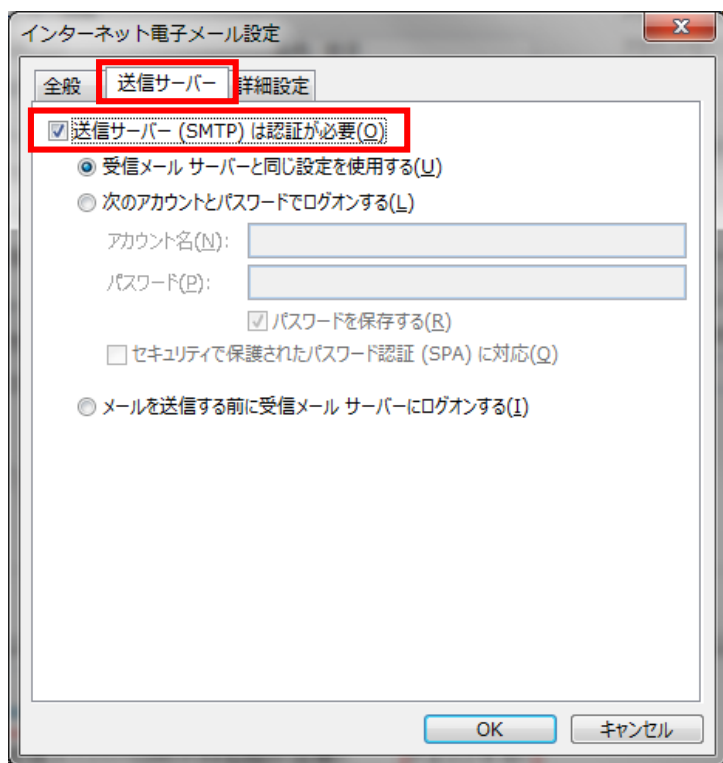 インターネット電子メール設定
全般 送信サーバー 詳細設定
送信サーバー (SMTP) は認証が必要(O)
受信メール サーバーと同じ設定を使用する(U)
次のアカウントとパスワードでログオンする(L)
アカウント名(N):
パスワード(P):
パスワードを保存する(R)
セキュリティで保護されたパスワード認証 (SPA) に対応(Q)
メールを送信する前に受信メール サーバーにログオンする(I)
OK キャンセル